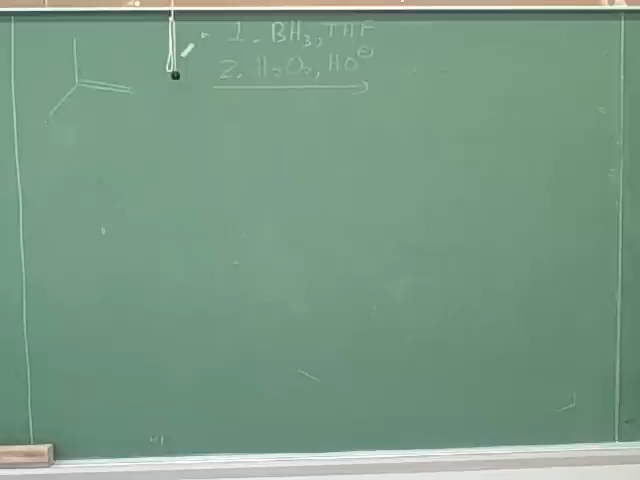 1. BH₃, THF
2. H₂O₂, HO⊖